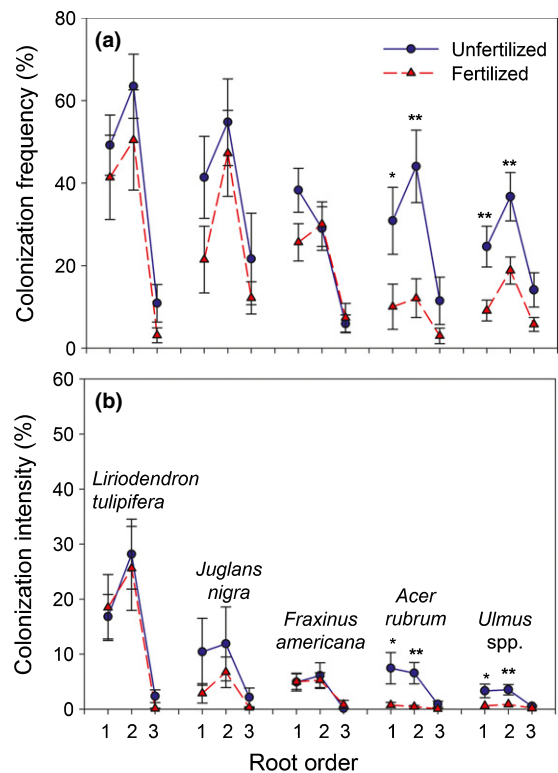 (a)
Unfertilized
Fertilized
Colonization frequency (%)
80
60
40
20
0
*
**
**
**
(b)
Colonization intensity (%)
60
50
40
30
20
10
0
Liriodendron
tulipifera
Juglans
nigra
Fraxinus
americana
Acer
rubrum
Ulmus
spp.
*
**
*
**
1 2 3 1 2 3 1 2 3 1 2 3 1 2 3
Root order